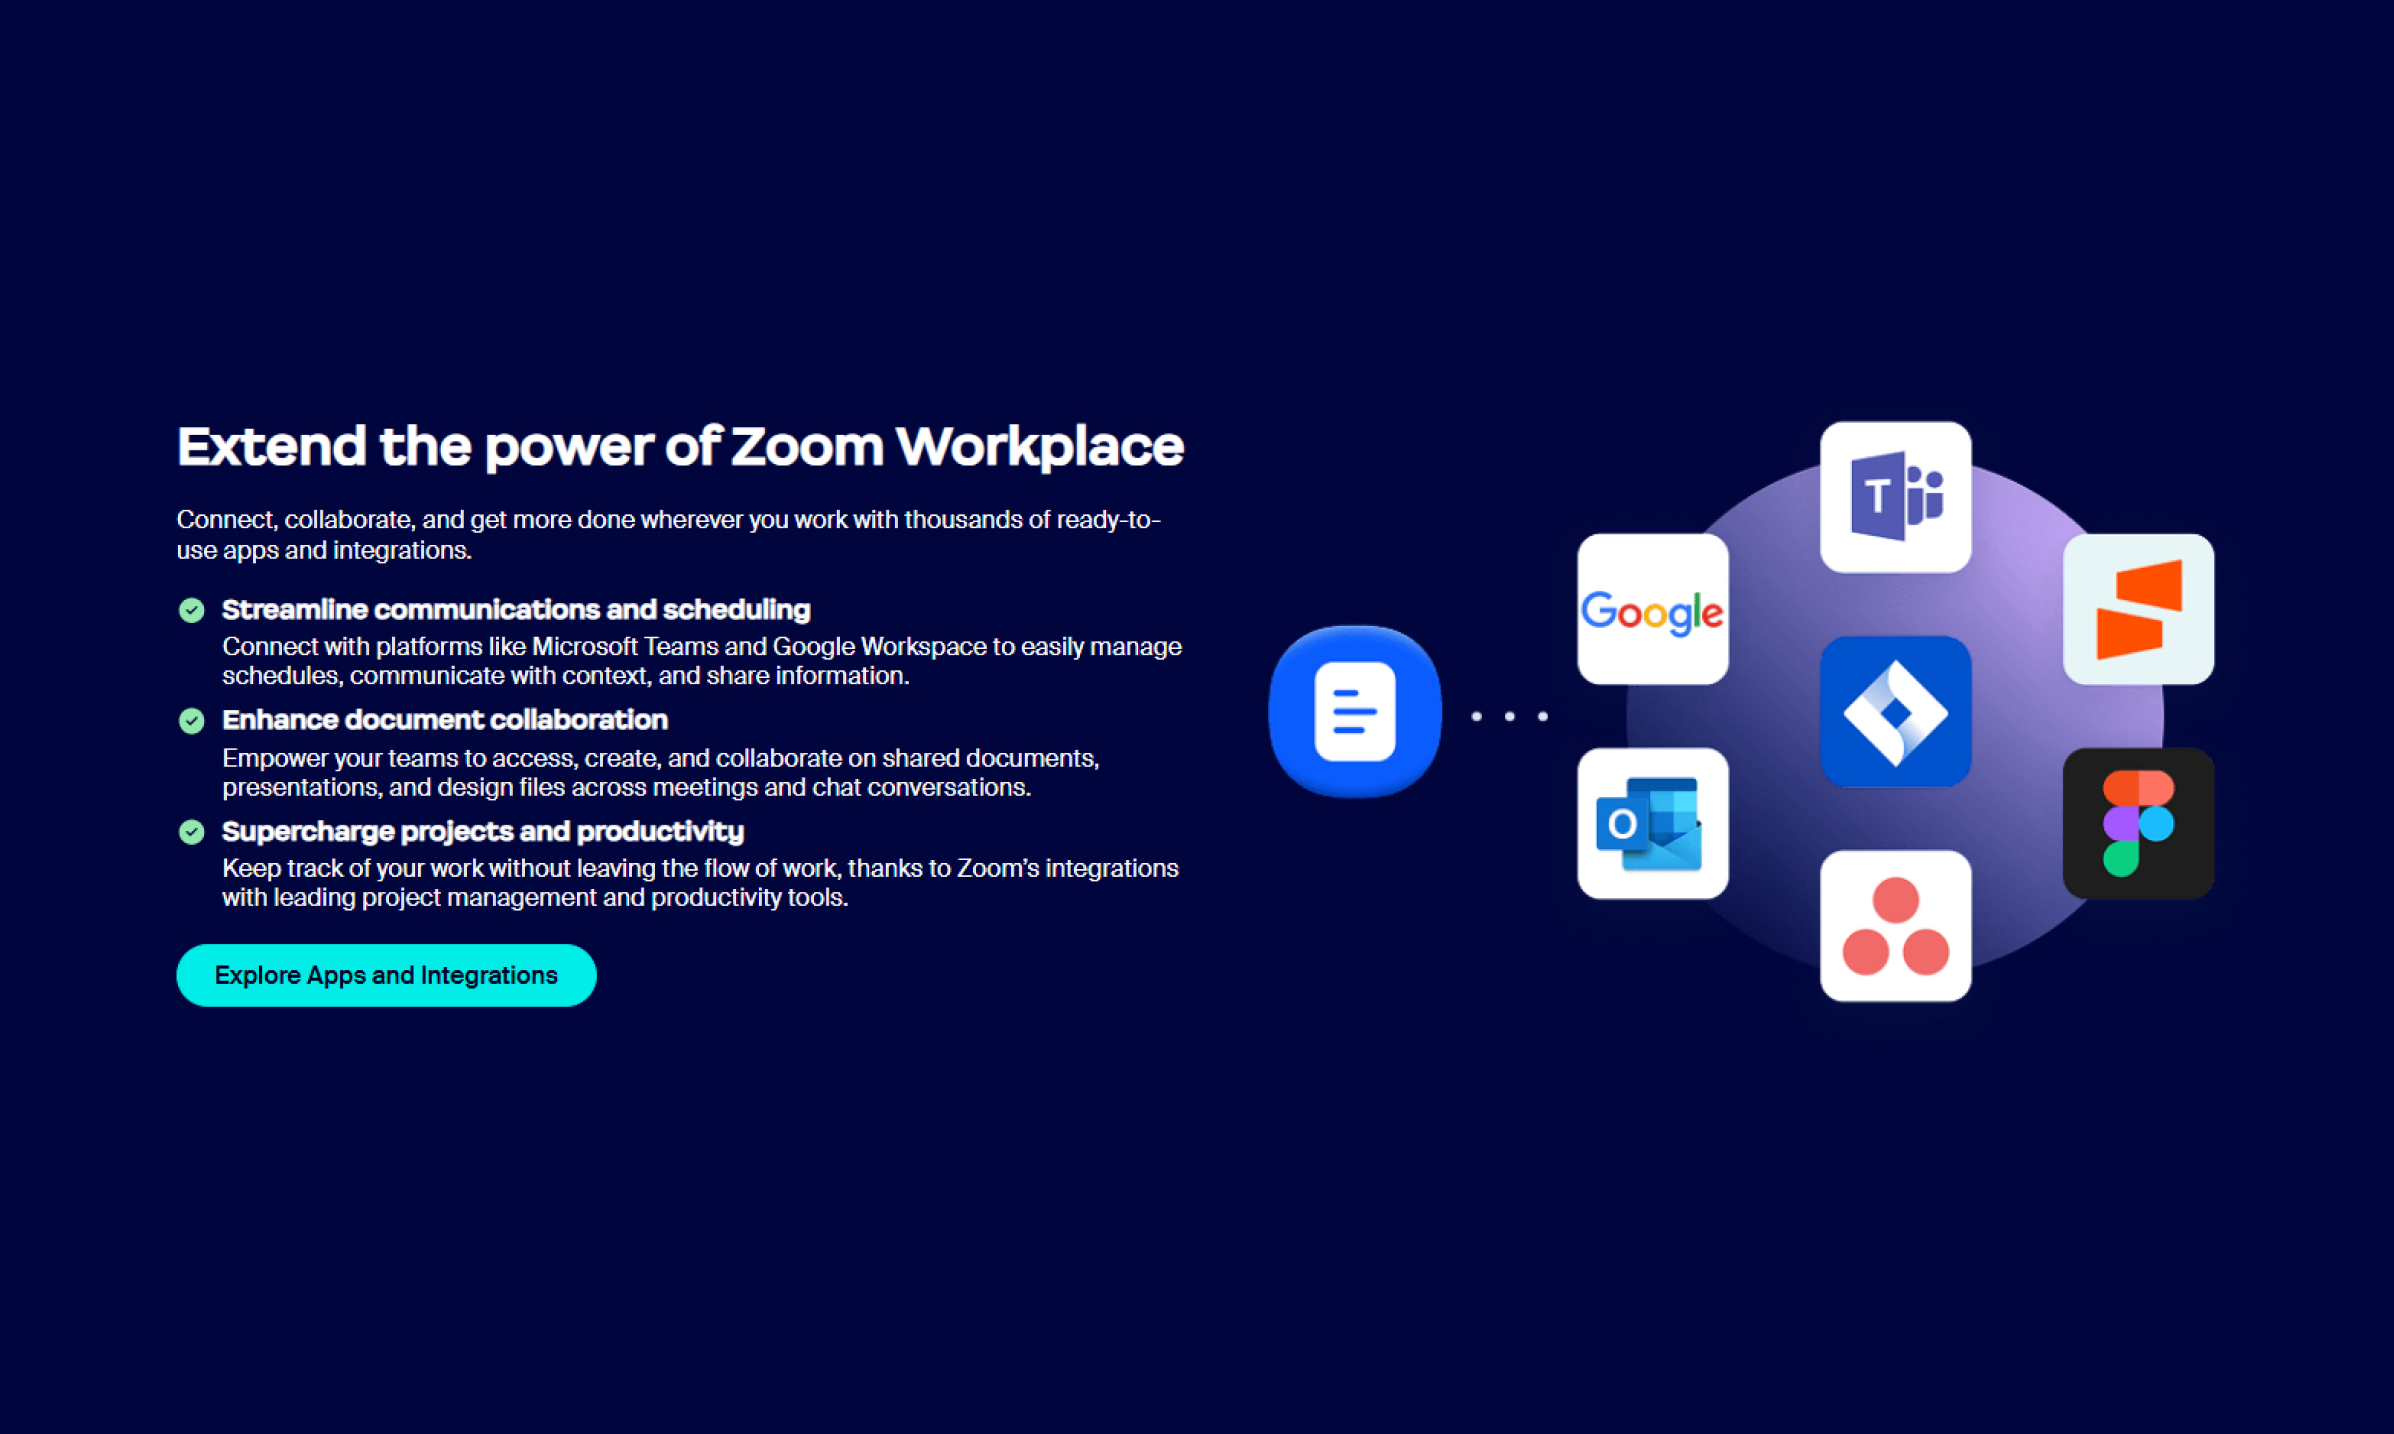 Extend the power of Zoom Workplace
Connect, collaborate, and get more done wherever you work with thousands of ready-to-
use apps and integrations.
Streamline communications and scheduling
Connect with platforms like Microsoft Teams and Google Workspace to easily manage
schedules, communicate with context, and share information.
Enhance document collaboration
Empower your teams to access, create, and collaborate on shared documents,
presentations, and design files across meetings and chat conversations.
Supercharge projects and productivity
Keep track of your work without leaving the flow of work, thanks to Zoom’s integrations
with leading project management and productivity tools.
Explore Apps and Integrations
T
Google
O